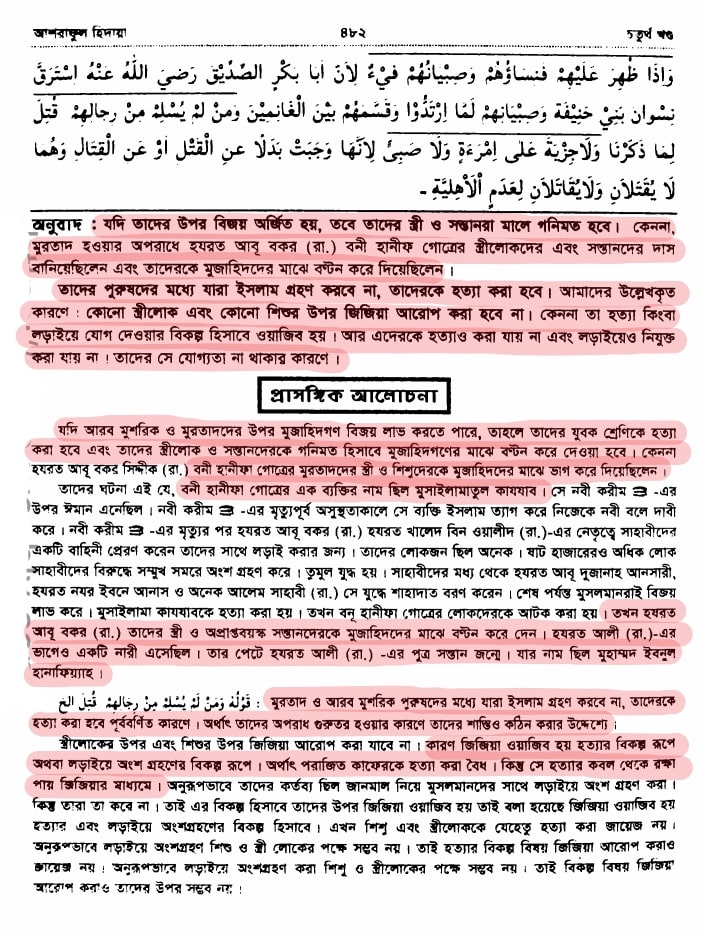 আশরাফুল হিদায়া ৪৮২ চতুর্থ খণ্ড
وَإِذَا ظُهِرَ عَلَيْهِمْ فَنِسَاؤُهُمْ وَصِبْيَانُهُمْ فَيْءٌ لِأَنَّ أَبَا بَكْرٍ الصِّدِّيْقَ رَضِيَ اللّٰهُ عَنْهُ اِسْتَرَقَّ
نِسْوَانَ بَنِيْ حَنِيْفَةَ وَصِبْيَانَهُمْ لَمَّا اِرْتَدُّوْا وَقَسَمَهُمْ بَيْنَ الْغَانِمِيْنَ وَمَنْ لَمْ يُسْلِمْ مِنْ رِجَالِهِمْ قُتِلَ
لِمَا ذَكَرْنَا وَلَاجِزْيَةَ عَلٰى اِمْرَءَةٍ وَلَا صَبِيٍّ لِأَنَّهَا وَجَبَتْ بَدَلًا عَنِ الْقَتْلِ اَوْ عَنِ الْقِتَالِ وَهُمَا
لَا يُقْتَلَانِ وَلَايُقَاتَلَانِ لِعَدَمِ الْاَهْلِيَّةِ ـ
অনুবাদ : যদি তাদের উপর বিজয় অর্জিত হয়, তবে তাদের স্ত্রী ও সন্তানরা মালে গনিমত হবে। কেননা,
মুরতাদ হওয়ার অপরাধে হযরত আবূ বকর (রা.) বনী হানীফ গোত্রের স্ত্রীলোকদের এবং সন্তানদের দাস
বানিয়েছিলেন এবং তাদেরকে মুজাহিদদের মাঝে বণ্টন করে দিয়েছিলেন।
তাদের পুরুষদের মধ্যে যারা ইসলাম গ্রহণ করবে না, তাদেরকে হত্যা করা হবে। আমাদের উল্লেখকৃত
কারণে : কোনো স্ত্রীলোক এবং কোনো শিশুর উপর জিজিয়া আরোপ করা হবে না। কেননা তা হত্যা কিংবা
লড়াইয়ে যোগ দেওয়ার বিকল্প হিসাবে ওয়াজিব হয়। আর এদেরকে হত্যাও করা যায় না এবং লড়াইয়েও নিযুক্ত
করা যায় না। তাদের সে যোগ্যতা না থাকার কারণে।
প্রাসঙ্গিক আলোচনা
যদি আরব মুশরিক ও মুরতাদদের উপর মুজাহিদগণ বিজয় লাভ করতে পারে, তাহলে তাদের যুবক শ্রেণিকে হত্যা
করা হবে এবং তাদের স্ত্রীলোক ও সন্তানদেরকে গনিমত হিসাবে মুজাহিদগণের মাঝে বণ্টন করে দেওয়া হবে। কেননা
হযরত আবূ বকর সিদ্দীক (রা.) বনী হানীফা গোত্রের মুরতাদদের স্ত্রী ও শিশুদেরকে মুজাহিদদের মাঝে ভাগ করে দিয়েছিলেন।
তাদের ঘটনা এই যে, বনী হানীফা গোত্রের এক ব্যক্তির নাম ছিল মুসাইলামাতুল কাযযাব। সে নবী করীম -এর
উপর ঈমান এনেছিল। নবী করীম -এর মৃত্যুপূর্ব অসুস্থতাকালে সে ব্যক্তি ইসলাম ত্যাগ করে নিজেকে নবী বলে দাবী
করে। নবী করীম -এর মৃত্যুর পর হযরত আবূ বকর (রা.) হযরত খালেদ বিন ওয়ালীদ (রা.)-এর নেতৃত্বে সাহাবীদের
একটি বাহিনী প্রেরণ করেন তাদের সাথে লড়াই করার জন্য। তাদের লোকজন ছিল অনেক। ষাট হাজারেরও অধিক লোক
সাহাবীদের বিরুদ্ধে সম্মুখ সমরে অংশ গ্রহণ করে। তুমুল যুদ্ধ হয়। সাহাবীদের মধ্য থেকে হযরত আবূ দুজানাহ আনসারী,
হযরত নযর ইবনে আনাস ও অনেক আলেম সাহাবী (রা.) সে যুদ্ধে শাহাদাত বরণ করেন। শেষ পর্যন্ত মুসলমানরাই বিজয়
লাভ করে। মুসাইলামা কাযযাবকে হত্যা করা হয়। তখন বনূ হানীফা গোত্রের লোকদেরকে আটক করা হয়। তখন হযরত
আবূ বকর (রা.) তাদের স্ত্রী ও অপ্রাপ্তবয়স্ক সন্তানদেরকে মুজাহিদদের মাঝে বণ্টন করে দেন। হযরত আলী (রা.)-এর
ভাগেও একটি নারী এসেছিল। তার পেটে হযরত আলী (রা.) -এর পুত্র সন্তান জন্মে। যার নাম ছিল মুহাম্মদ ইবনুল
হানাফিয়্যাহ।
قَوْلُهُ وَمَنْ لَمْ يُسْلِمْ مِنْ رِجَالِهِمْ قُتِلَ الخ : মুরতাদ ও আরব মুশরিক পুরুষদের মধ্যে যারা ইসলাম গ্রহণ করবে না, তাদেরকে
হত্যা করা হবে পূর্ববর্ণিত কারণে। অর্থাৎ তাদের অপরাধ গুরুতর হওয়ার কারণে তাদের শাস্তিও কঠিন করার উদ্দেশ্যে।
স্ত্রীলোকের উপর এবং শিশুর উপর জিজিয়া আরোপ করা যাবে না। কারণ জিজিয়া ওয়াজিব হয় হত্যার বিকল্প রূপে
অথবা লড়াইয়ে অংশ গ্রহণের বিকল্প রূপে। অর্থাৎ পরাজিত কাফেরকে হত্যা করা বৈধ। কিন্তু সে হত্যার কবল থেকে রক্ষা
পায় জিজিয়ার মাধ্যমে। অনুরূপভাবে তাদের কর্তব্য ছিল জানমাল নিয়ে মুসলমানদের সাথে লড়াইয়ে অংশ গ্রহণ করা।
কিন্তু তারা তা করে না। তাই এর বিকল্প হিসাবে তাদের উপর জিজিয়া ওয়াজিব হয় তাই বলা হয়েছে জিজিয়া ওয়াজিব হয়
হত্যার এবং লড়াইয়ে অংশগ্রহণের বিকল্প হিসাবে। এখন শিশু এবং স্ত্রীলোককে যেহেতু হত্যা করা জায়েজ নয়।
অনুরূপভাবে লড়াইয়ে অংশগ্রহণ শিশু ও স্ত্রী লোকের পক্ষে সম্ভব নয়। তাই হত্যার বিকল্প বিষয় জিজিয়া আরোপ করাও
জায়েজ নয়। অনুরূপভাবে লড়াইয়ে অংশগ্রহণ করা শিশু ও স্ত্রীলোকের পক্ষে সম্ভব নয়। তাই বিকল্প বিষয় জিজিয়া
আরোপ করাও তাদের উপর সম্ভব নয়।